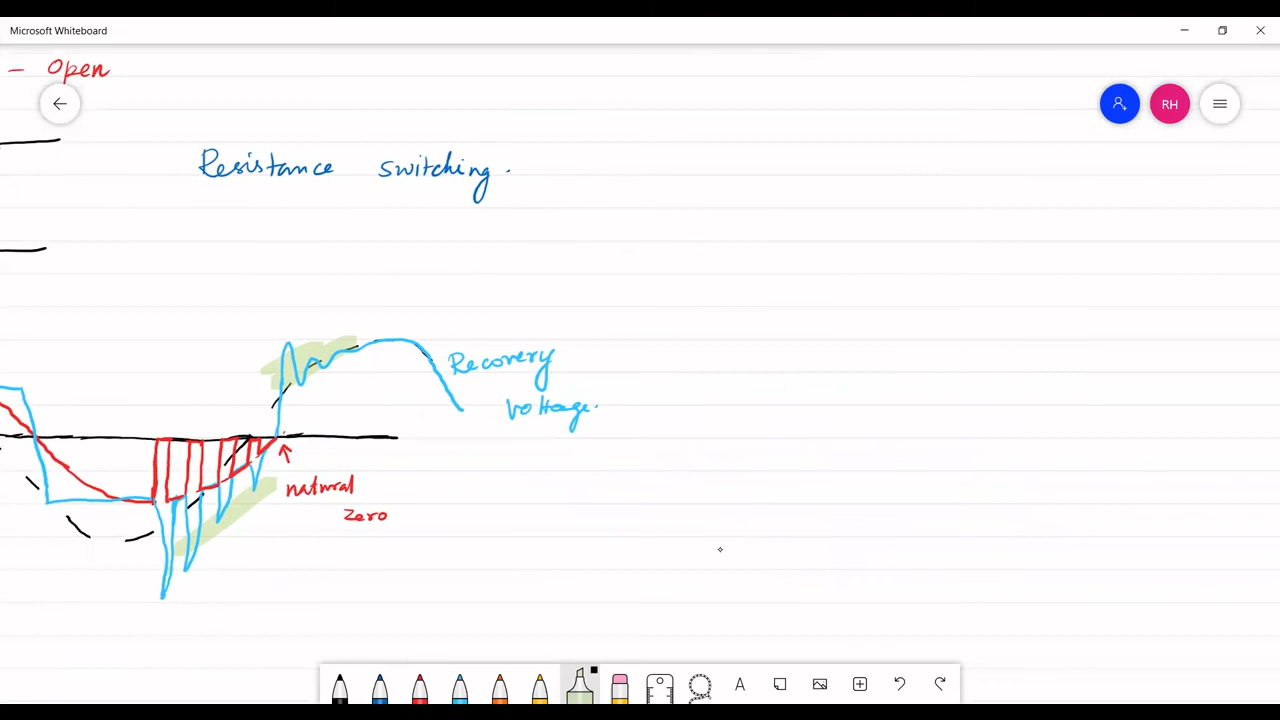 Microsoft Whiteboard
– Open
RH
Resistance switching.
Recovery
Voltage.
natural
zero
A